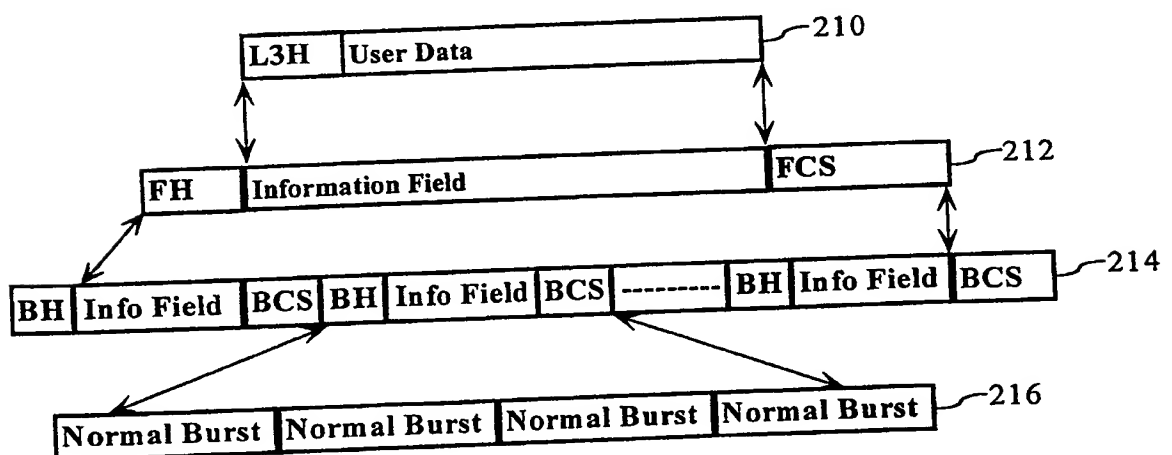 L3H User Data 210
FH Information Field FCS 212
BH Info Field BCS BH Info Field BCS --------- BH Info Field BCS 214
Normal Burst Normal Burst Normal Burst Normal Burst 216